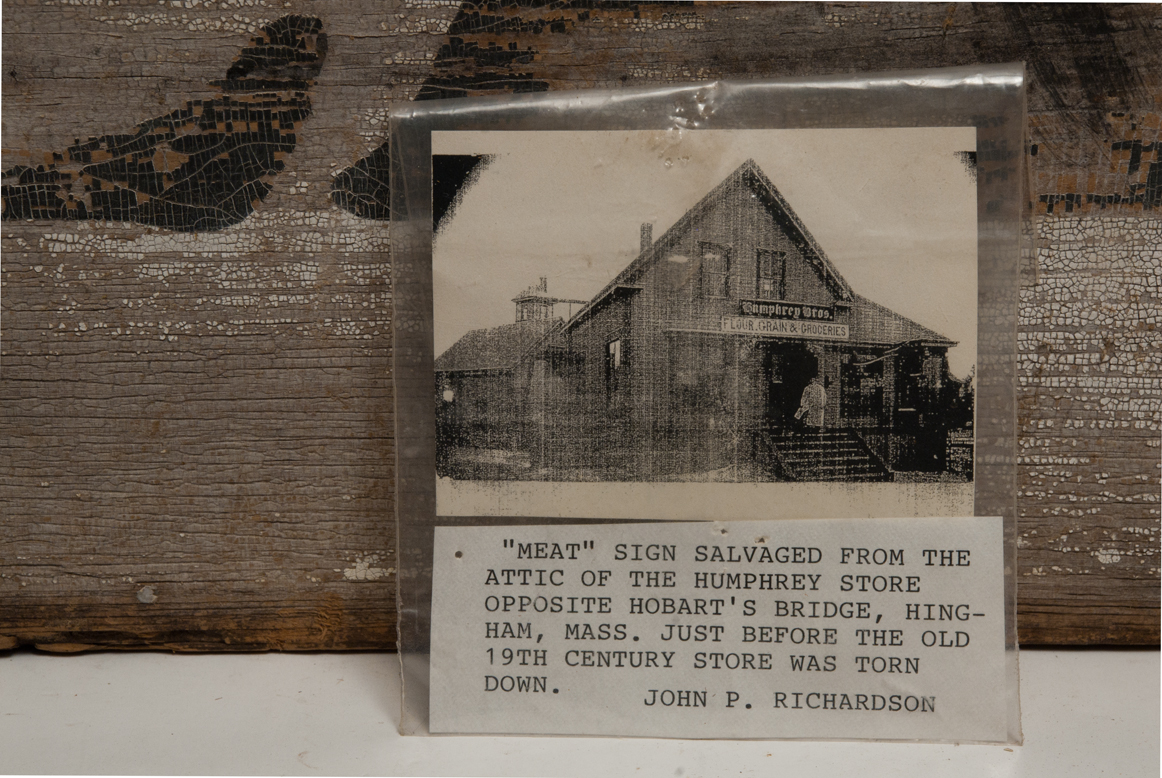 Humphrey Bros.
FLOUR, GRAIN & GROCERIES
"MEAT" SIGN SALVAGED FROM THE
ATTIC OF THE HUMPHREY STORE
OPPOSITE HOBART'S BRIDGE, HING-
HAM, MASS. JUST BEFORE THE OLD
19TH CENTURY STORE WAS TORN
DOWN.
JOHN P. RICHARDSON